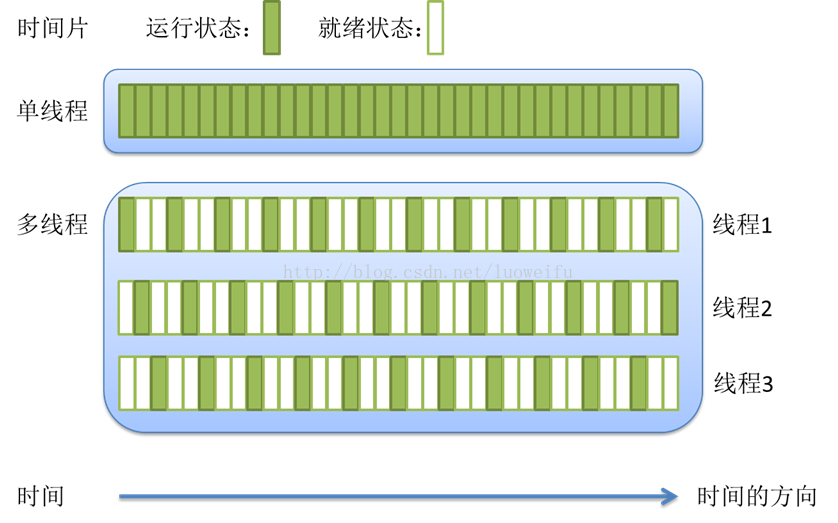 时间片 运行状态： 就绪状态：
单线程
多线程 线程1
http://blog.csdn.net/luoweifu
线程2
线程3
时间 时间的方向